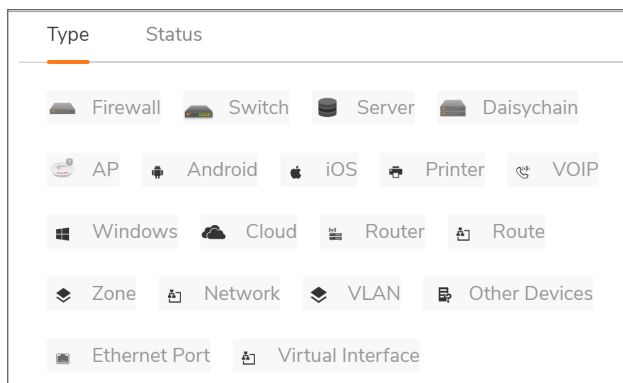 Type Status
Firewall Switch Server Daisychain
AP Android iOS Printer VOIP
Windows Cloud Router Route
Zone Network VLAN Other Devices
Ethernet Port Virtual Interface